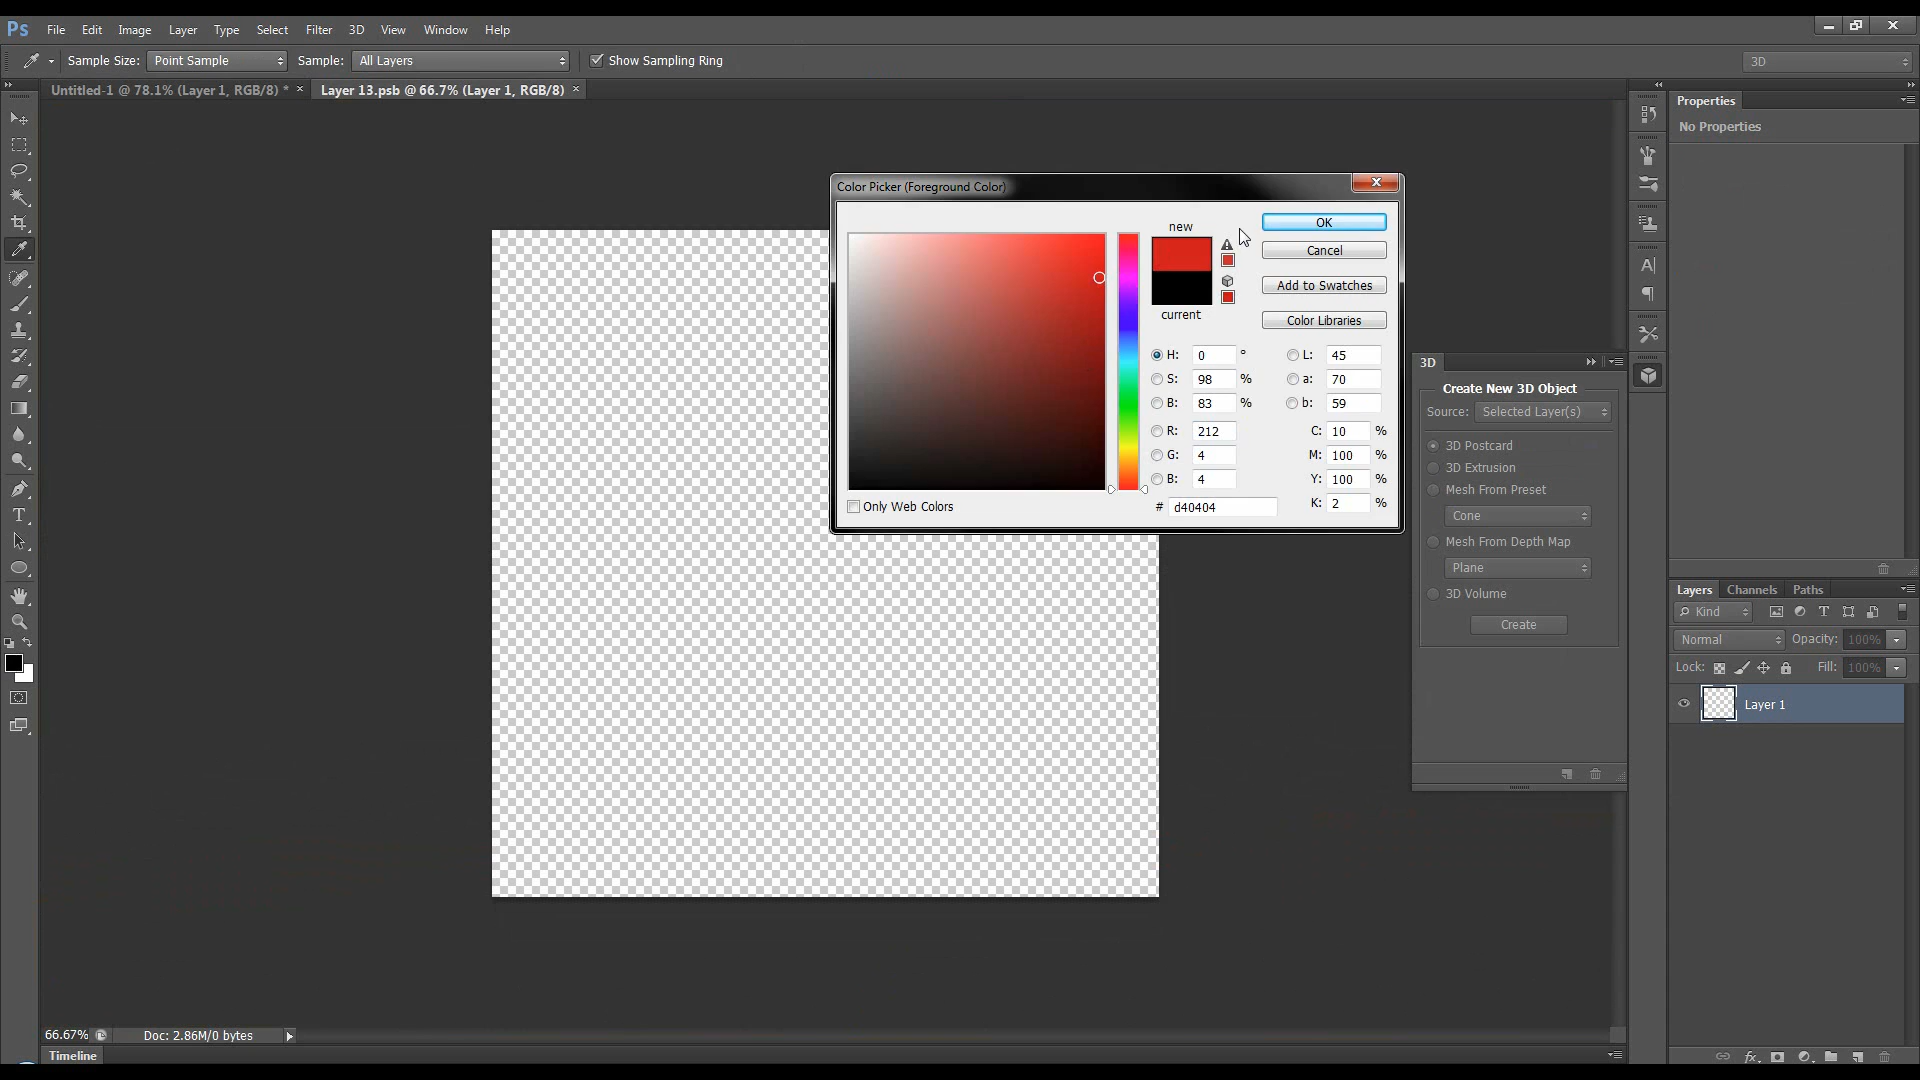 Ps File Edit Image Layer Type Select Filter 3D View Window Help
Sample Size: Point Sample Sample: All Layers Show Sampling Ring 3D
Untitled-1 @ 78.1% (Layer 1, RGB/8) * × Layer 13.psb @ 66.7% (Layer 1, RGB/8) ×
Properties
No Properties
Color Picker (Foreground Color)
new
OK
Cancel
Add to Swatches
current
Color Libraries
H: 0 ° L: 45
S: 98 % a: 70
B: 83 % b: 59
R: 212 C: 10 %
G: 4 M: 100 %
B: 4 Y: 100 %
Only Web Colors # d40404 K: 2 %
3D
Create New 3D Object
Source: Selected Layer(s)
3D Postcard
3D Extrusion
Mesh From Preset
Cone
Mesh From Depth Map
Plane
3D Volume
Create
Layers Channels Paths
Kind
Normal Opacity: 100%
Lock: Fill: 100%
Layer 1
66.67% Doc: 2.86M/0 bytes
Timeline